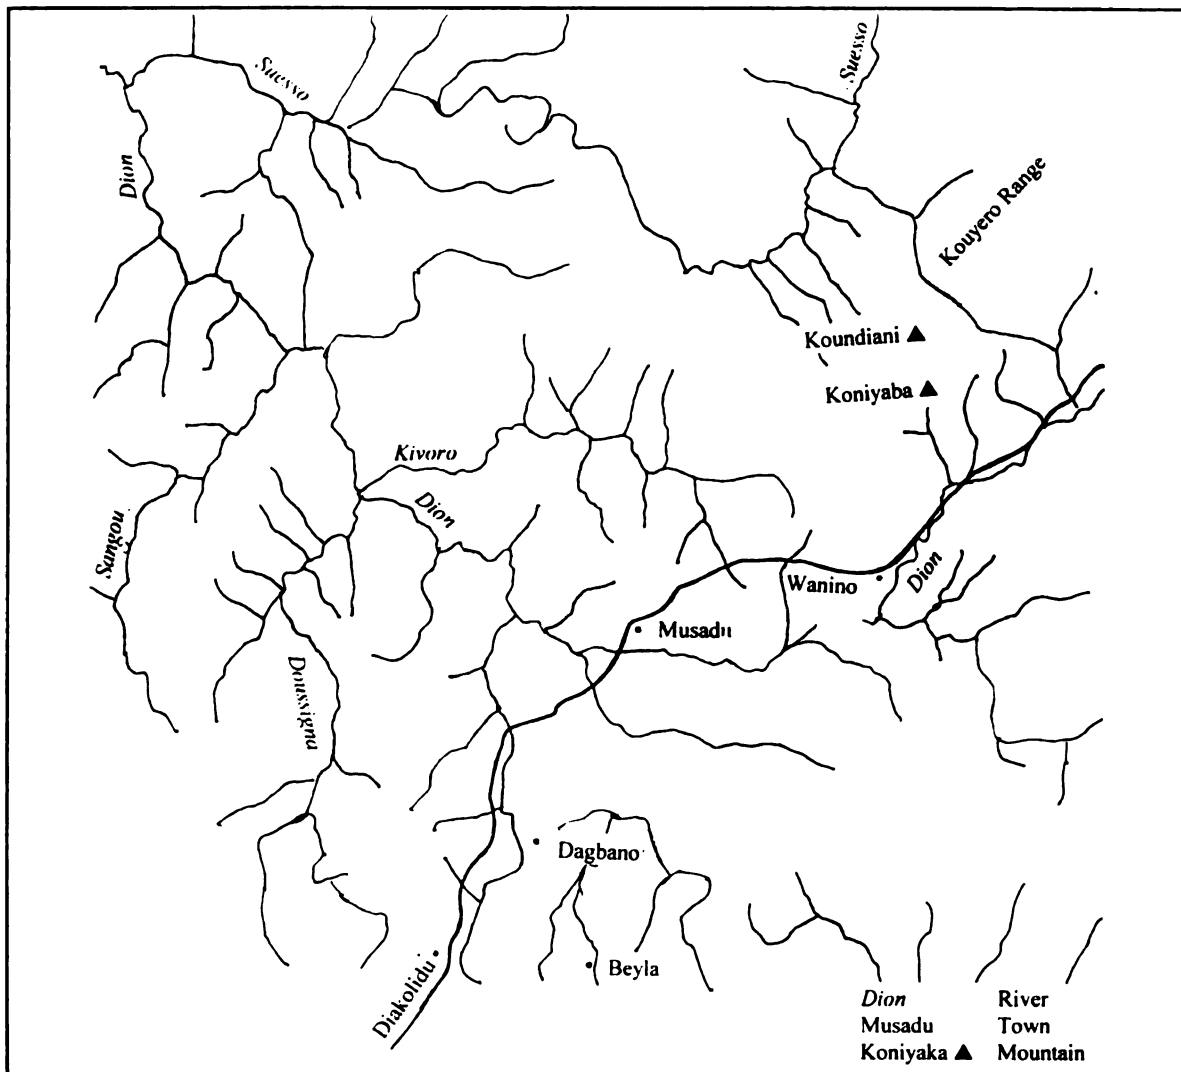 Suesso
Suesso
Dion
Kouyero Range
Koundiani ▲
Koniyaba ▲
Kivoro
Dion
Sangou
Wanino
Dion
Musadu
Doussigna
Dagbano
Beyla
Diakolidu
Dion River
Musadu Town
Koniyaka ▲ Mountain